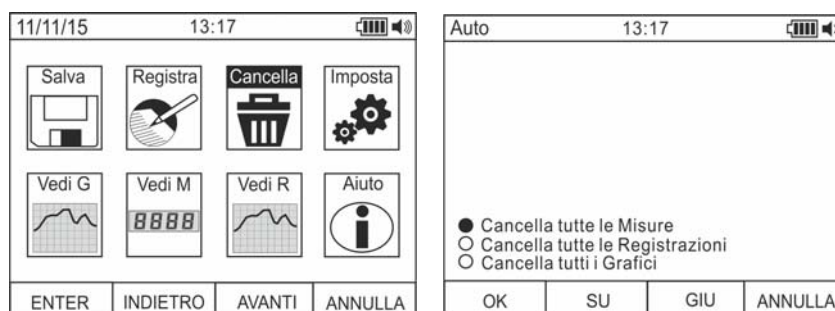 11/11/15 13:17
Salva Registra Cancella Imposta
8888
Vedi G Vedi M Vedi R Aiuto
ENTER INDIETRO AVANTI ANNULLA
Auto 13:17
Cancella tutte le Misure
Cancella tutte le Registrazioni
Cancella tutti i Grafici
OK SU GIU ANNULLA